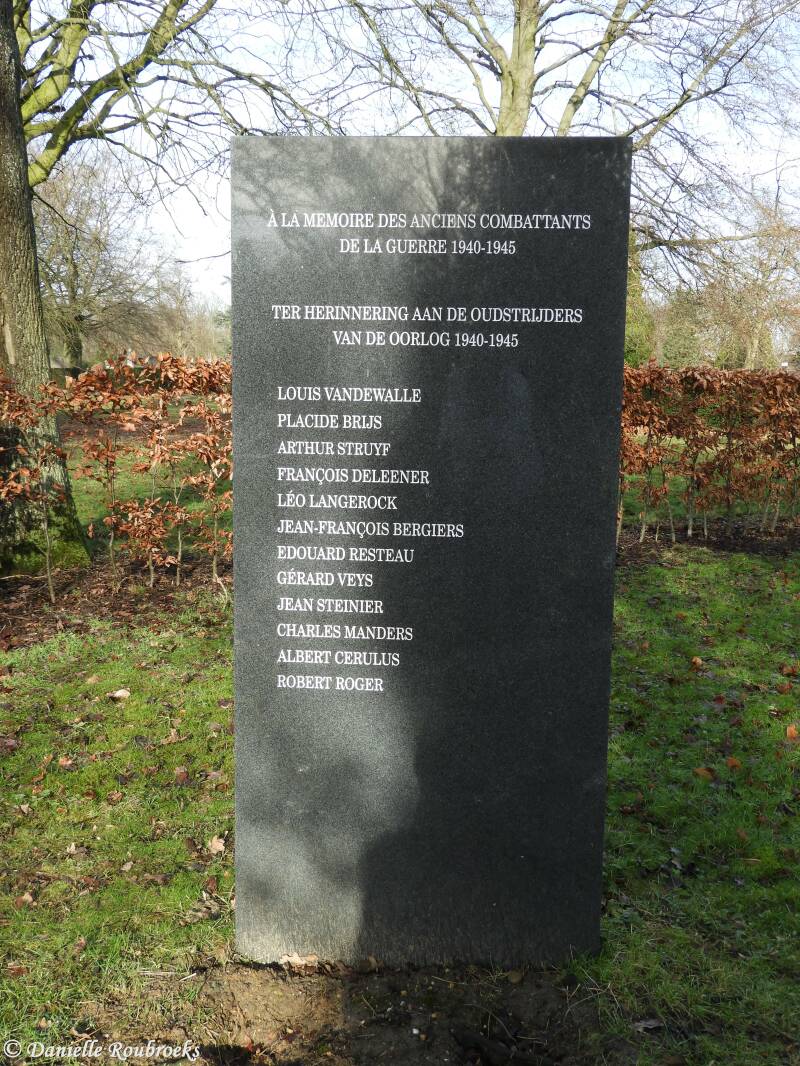 À LA MEMOIRE DES ANCIENS COMBATTANTS
DE LA GUERRE 1940-1945
TER HERINNERING AAN DE OUDSTRIJDERS
VAN DE OORLOG 1940-1945
LOUIS VANDEWALLE
PLACIDE BRIJS
ARTHUR STRUYF
FRANÇOIS DELEENER
LÉO LANGEROCK
JEAN-FRANÇOIS BERGIERS
EDOUARD RESTEAU
GÉRARD VEYS
JEAN STEINIER
CHARLES MANDERS
ALBERT CERULUS
ROBERT ROGER
© Danielle Roubroeks